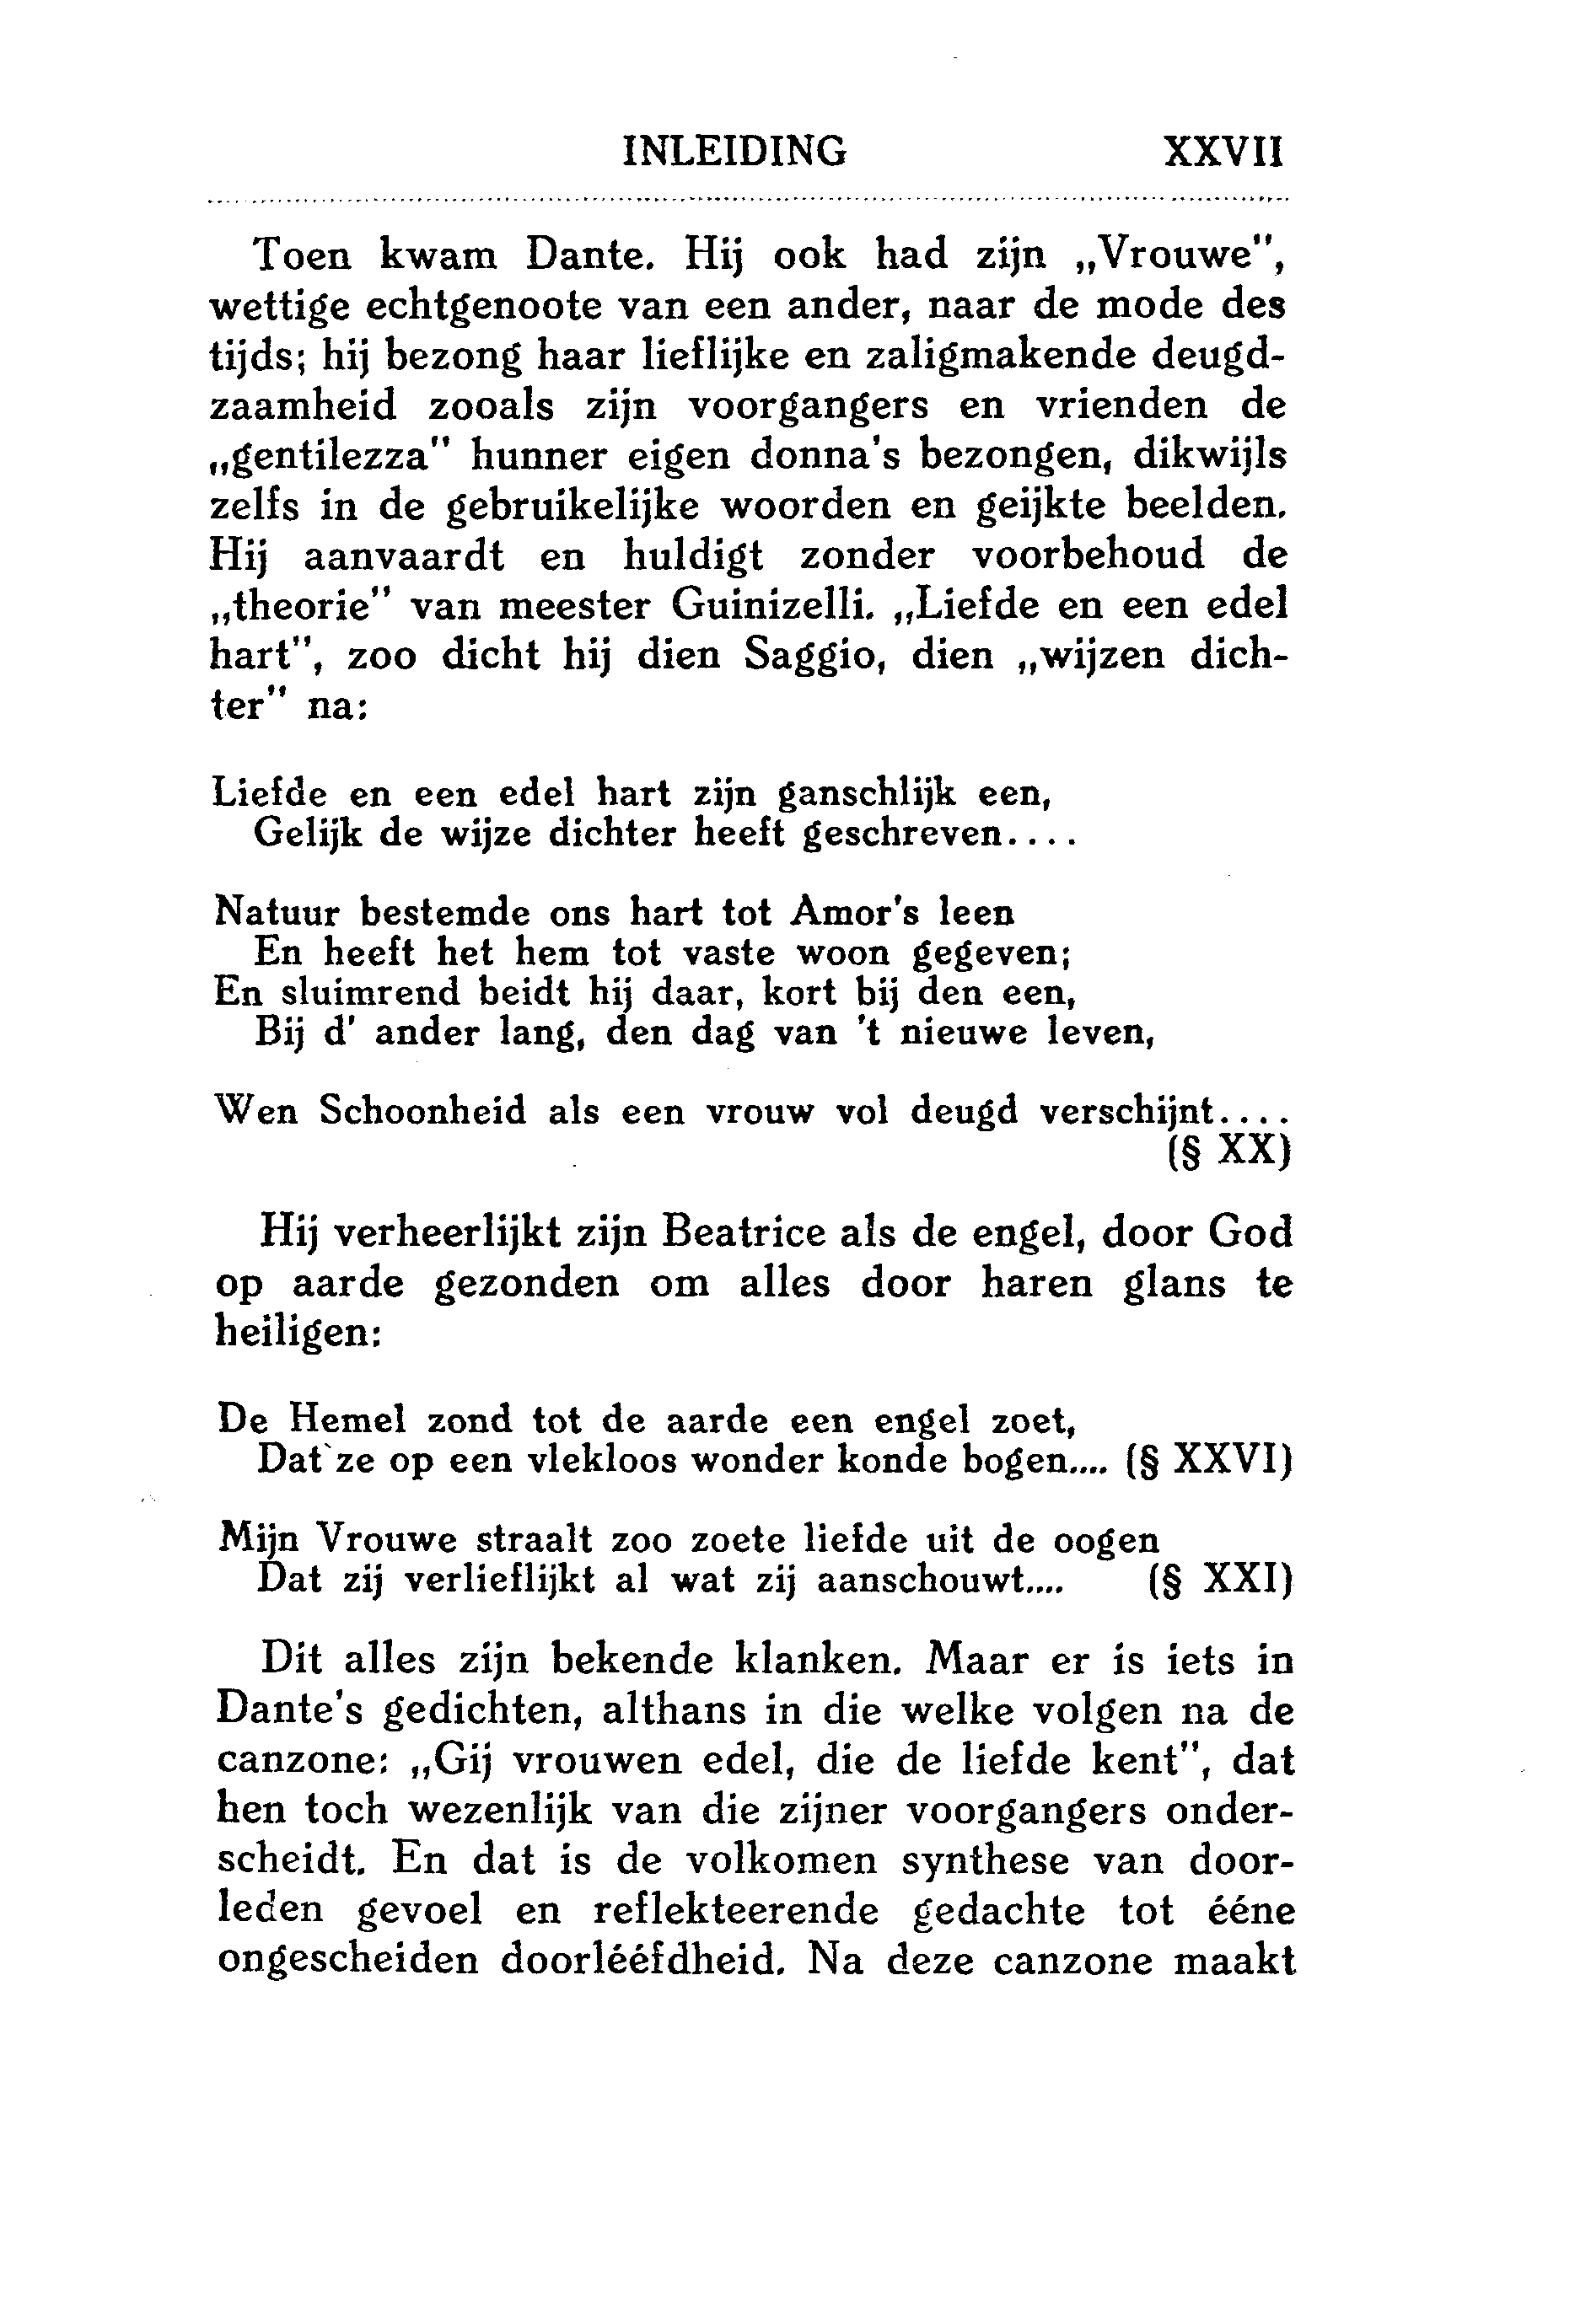 INLEIDING XXVII
Toen kwam Dante. Hij ook had zijn „Vrouwe",
wettige echtgenoote van een ander, naar de mode des
tijds; hij bezong haar lieflijke en zaligmakende deugd-
zaamheid zooals zijn voorgangers en vrienden de
„gentilezza" hunner eigen donna's bezongen, dikwijls
zelfs in de gebruikelijke woorden en geijkte beelden.
Hij aanvaardt en huldigt zonder voorbehoud de
„theorie" van meester Guinizelli. „Liefde en een edel
hart", zoo dicht hij dien Saggio, dien „wijzen dich-
ter" na:
Liefde en een edel hart zijn ganschlijk een,
Gelijk de wijze dichter heeft geschreven....
Natuur bestemde ons hart tot Amor's leen
En heeft het hem tot vaste woon gegeven;
En sluimrend beidt hij daar, kort bij den een,
Bij d' ander lang, den dag van 't nieuwe leven,
Wen Schoonheid als een vrouw vol deugd verschijnt....
(§ XX)
Hij verheerlijkt zijn Beatrice als de engel, door God
op aarde gezonden om alles door haren glans te
heiligen:
De Hemel zond tot de aarde een engel zoet,
Dat ze op een vlekloos wonder konde bogen.... (§ XXVI)
Mijn Vrouwe straalt zoo zoete liefde uit de oogen
Dat zij verlieflijkt al wat zij aanschouwt.... (§ XXI)
Dit alles zijn bekende klanken. Maar er is iets in
Dante's gedichten, althans in die welke volgen na de
canzone: „Gij vrouwen edel, die de liefde kent", dat
hen toch wezenlijk van die zijner voorgangers onder-
scheidt. En dat is de volkomen synthese van door-
leden gevoel en reflekteerende gedachte tot ééne
ongescheiden doorlééfdheid. Na deze canzone maakt